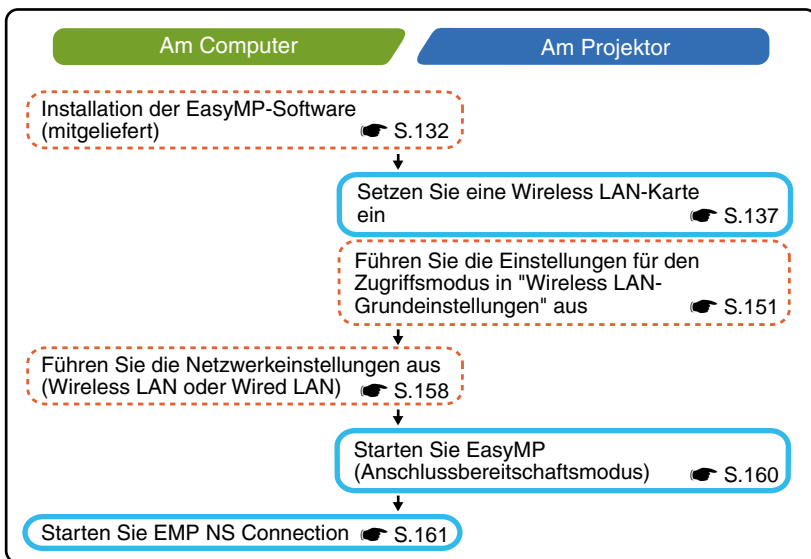 Am Computer
Am Projektor
Installation der EasyMP-Software
(mitgeliefert) ☛ S.132
Setzen Sie eine Wireless LAN-Karte
ein ☛ S.137
Führen Sie die Einstellungen für den
Zugriffsmodus in "Wireless LAN-
Grundeinstellungen" aus ☛ S.151
Führen Sie die Netzwerkeinstellungen aus
(Wireless LAN oder Wired LAN) ☛ S.158
Starten Sie EasyMP
(Anschlussbereitschaftsmodus) ☛ S.160
Starten Sie EMP NS Connection ☛ S.161